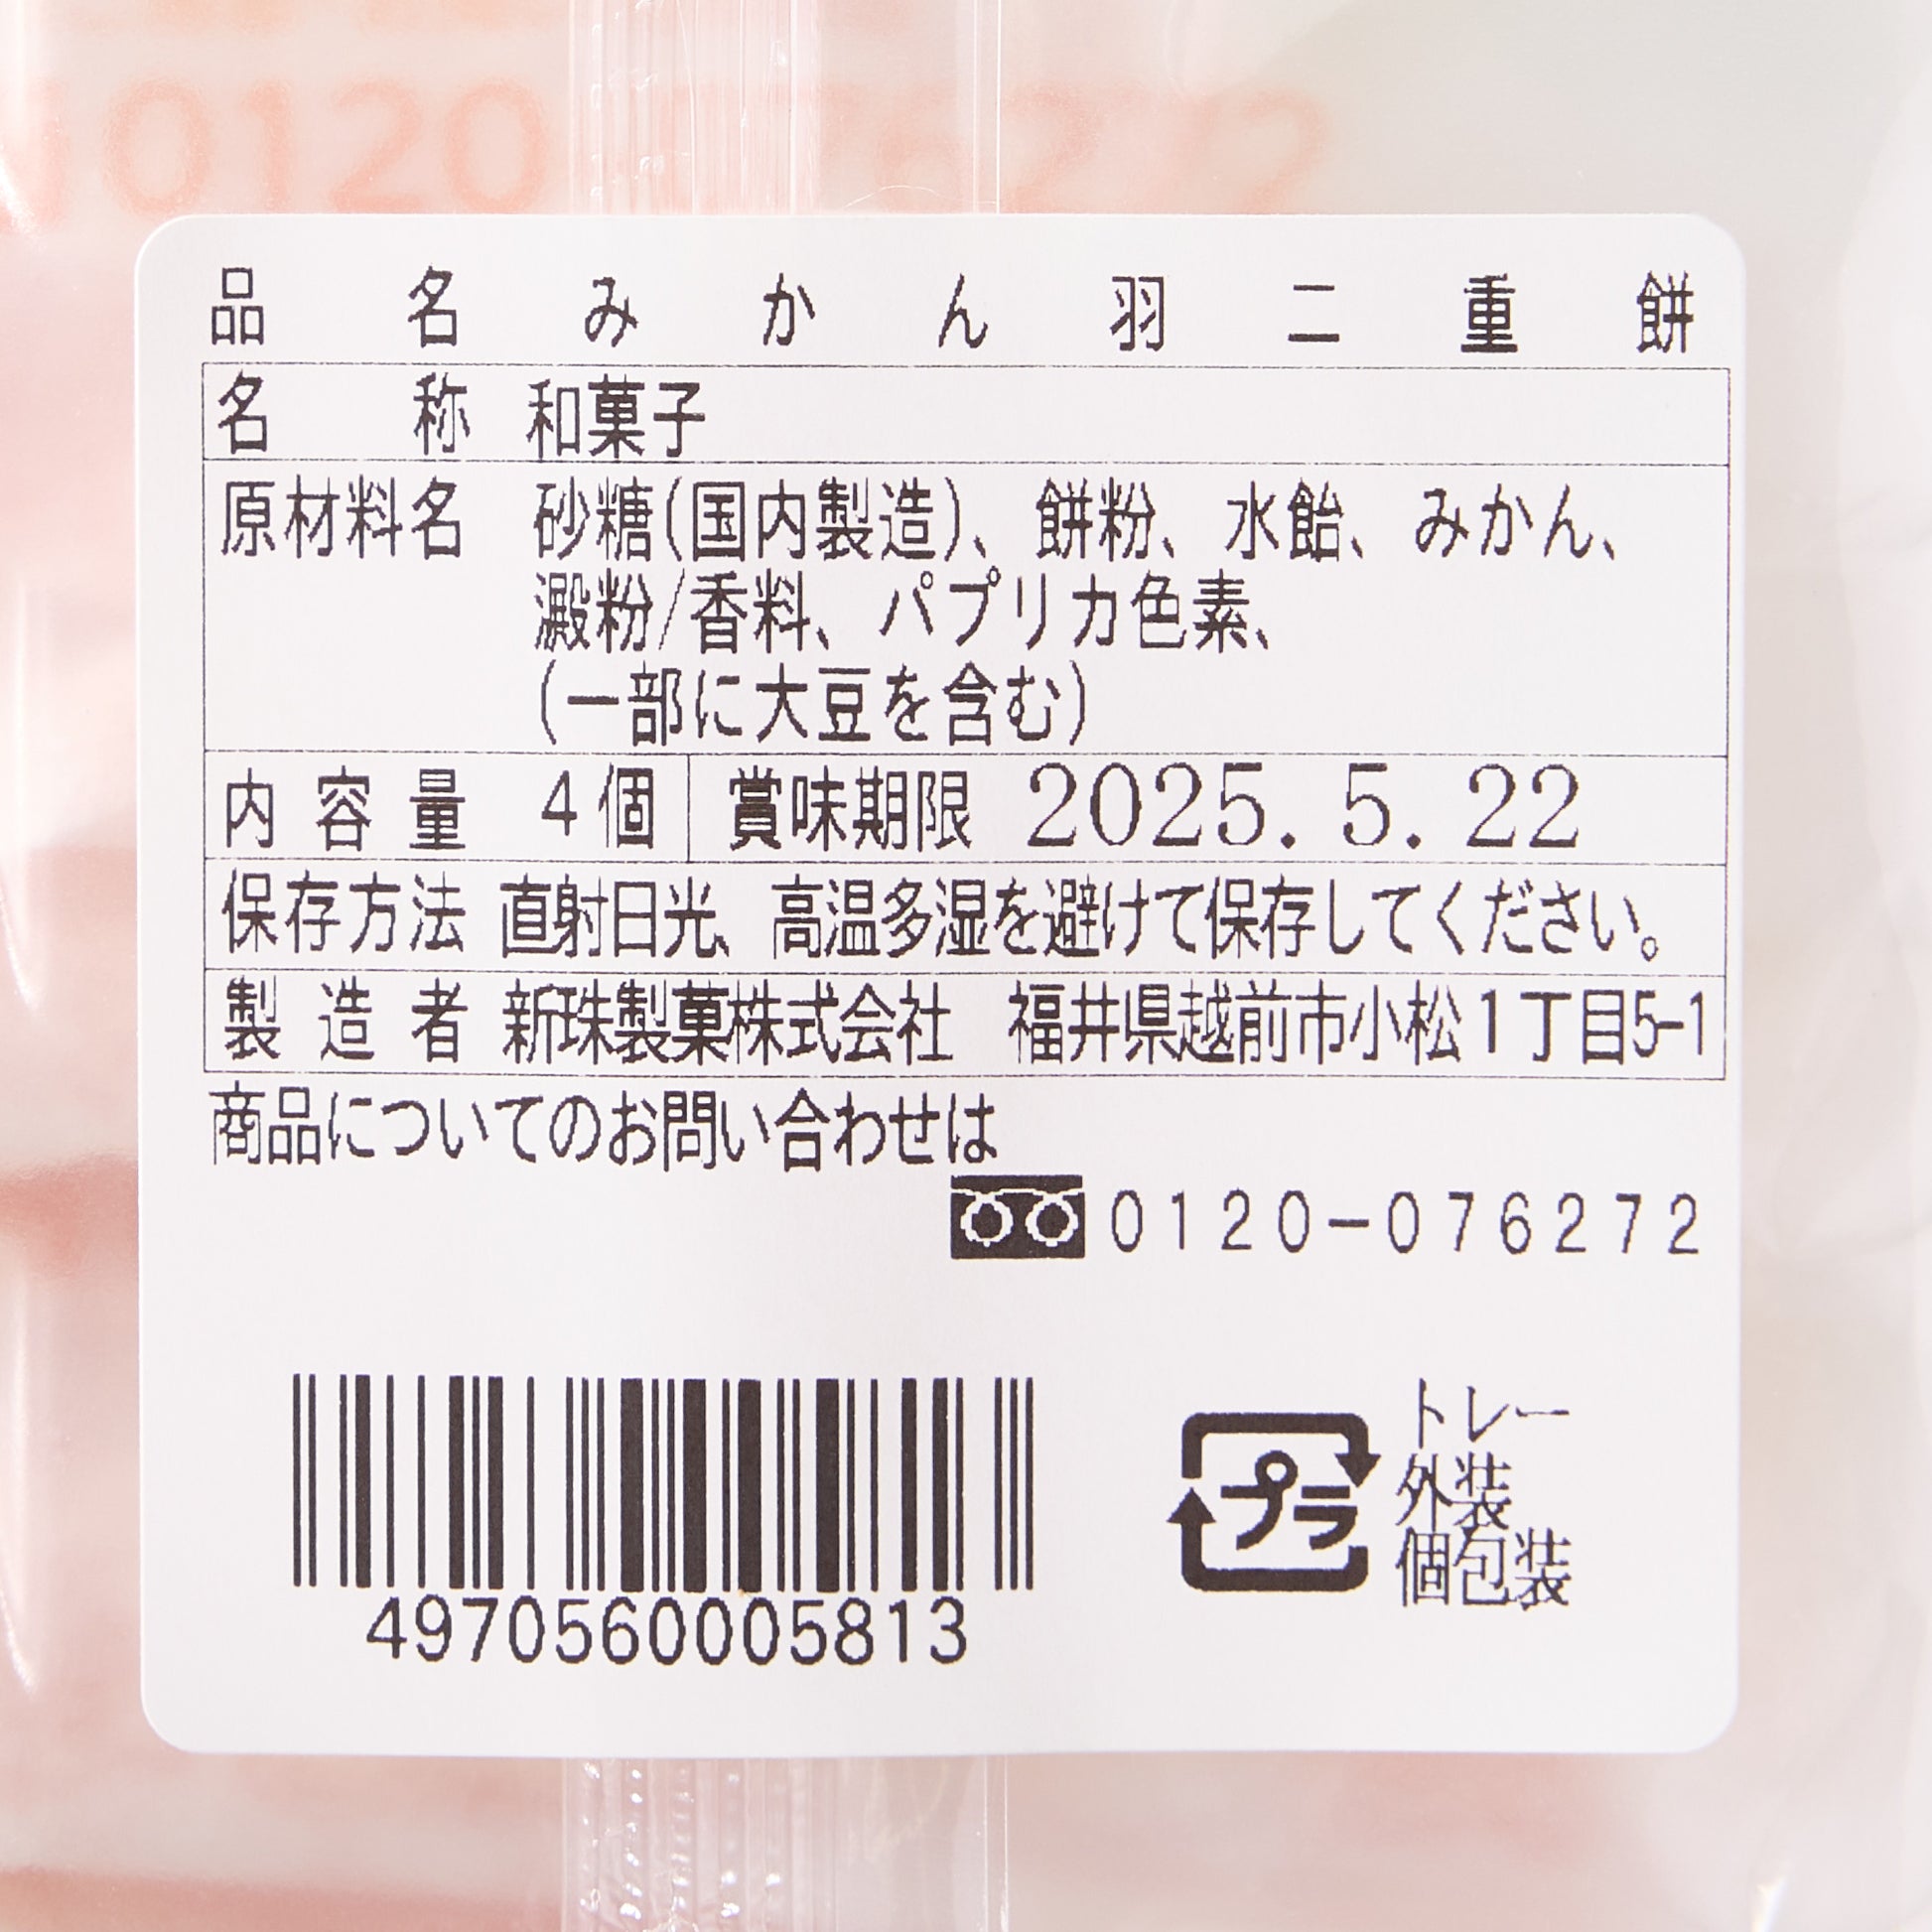 0120
品名みかん羽二重餅
名称 和菓子
原材料名 砂糖(国内製造)、餅粉、水飴、みかん、
澱粉/香料、パプリカ色素、
(一部に大豆を含む)
内容量 4個 賞味期限 2025.5.22
保存方法 直射日光、高温多湿を避けて保存してください。
製造者 新珠製菓株式会社 福井県越前市小松1丁目5-1
商品についてのお問い合わせは
0120-076272
4970560005813
プラ
トレー
外装
個包装